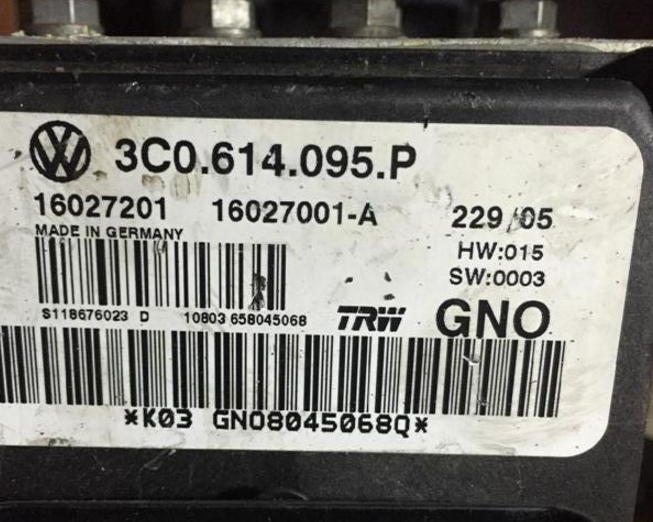 3C0.614.095.P
16027201 16027001-A 229/05
MADE IN GERMANY
HW:015
SW:0003
S118676023 D 10803 658045068
TRW GNO
*K03 GNO8045068Q*